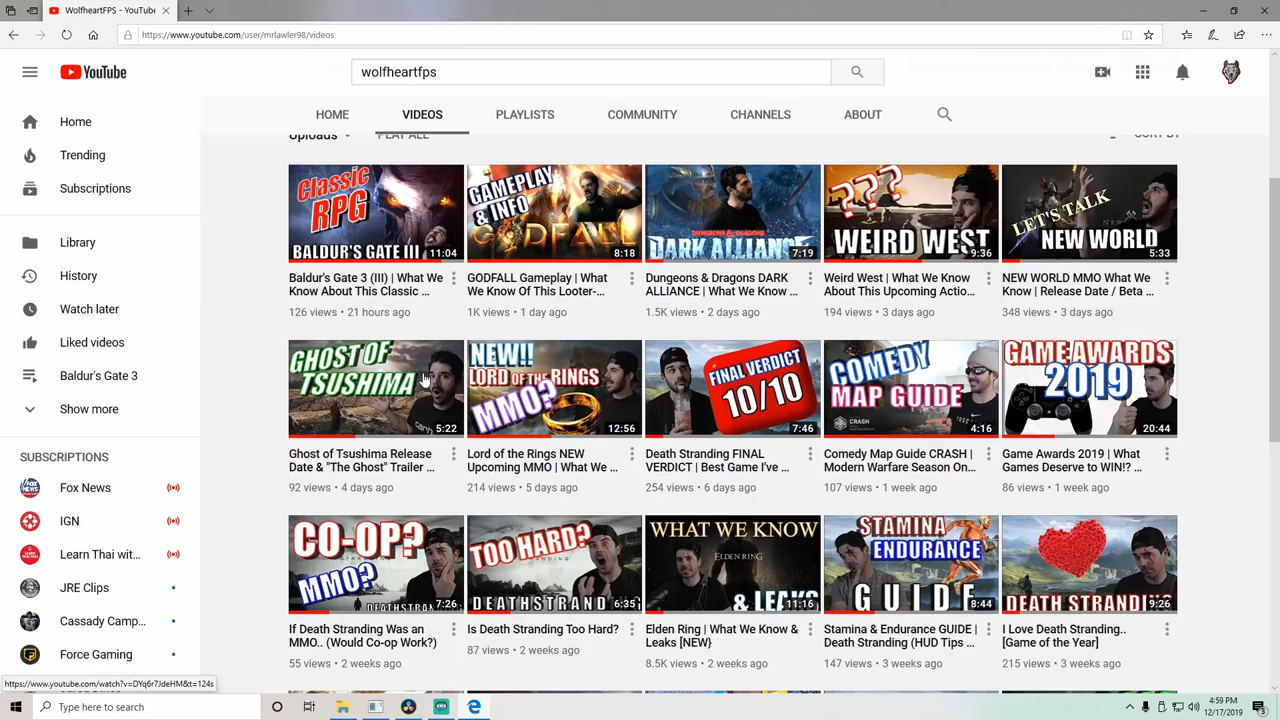 WolfheartFPS - YouTube
https://www.youtube.com/user/mrlawler98/videos
YouTube
wolfheartfps
HOME VIDEOS PLAYLISTS COMMUNITY CHANNELS ABOUT
Uploads PLAY ALL SORT BY
Home
Trending
Subscriptions
Library
History
Watch later
Liked videos
Baldur's Gate 3
Show more
SUBSCRIPTIONS
Fox News
IGN
Learn Thai wit...
JRE Clips
Cassady Camp...
Force Gaming
Classic
RPG
BALDUR'S GATE III
11:04
Baldur's Gate 3 (III) | What We
Know About This Classic ...
126 views • 21 hours ago
GAMEPLAY
& INFO
GODFALL
8:18
GODFALL Gameplay | What
We Know Of This Looter-...
1K views • 1 day ago
DUNGEONS & DRAGONS
DARK ALLIANCE
7:19
Dungeons & Dragons DARK
ALLIANCE | What We Know ...
1.5K views • 2 days ago
???
WEIRD WEST
9:36
Weird West | What We Know
About This Upcoming Actio...
194 views • 3 days ago
LET'S TALK
NEW WORLD
5:33
NEW WORLD MMO What We
Know | Release Date / Beta ...
348 views • 3 days ago
GHOST OF
TSUSHIMA
5:22
Ghost of Tsushima Release
Date & "The Ghost" Trailer ...
92 views • 4 days ago
NEW!!
LORD OF THE RINGS
MMO?
12:56
Lord of the Rings NEW
Upcoming MMO | What We ...
214 views • 5 days ago
FINAL VERDICT
10/10
7:46
Death Stranding FINAL
VERDICT | Best Game I've ...
254 views • 6 days ago
COMEDY
MAP GUIDE
CRASH
4:16
Comedy Map Guide CRASH |
Modern Warfare Season On...
107 views • 1 week ago
GAME AWARDS
2019
20:44
Game Awards 2019 | What
Games Deserve to WIN!? ...
86 views • 1 week ago
CO-OP?
MMO?
DEATHSTRAND
7:26
If Death Stranding Was an
MMO.. (Would Co-op Work?)
55 views • 2 weeks ago
TOO HARD?
DEATHSTRAND
6:35
Is Death Stranding Too Hard?
87 views • 2 weeks ago
WHAT WE KNOW
ELDEN RING
& LEAKS
11:16
Elden Ring | What We Know &
Leaks [NEW}
8.5K views • 2 weeks ago
STAMINA
ENDURANCE
GUIDE
8:44
Stamina & Endurance GUIDE |
Death Stranding (HUD Tips ...
147 views • 3 weeks ago
DEATH STRANDING
9:26
I Love Death Stranding..
[Game of the Year]
215 views • 3 weeks ago
https://www.youtube.com/watch?v=DYq6r7JdeHM&t=124s
Type here to search
4:59 PM
12/17/2019